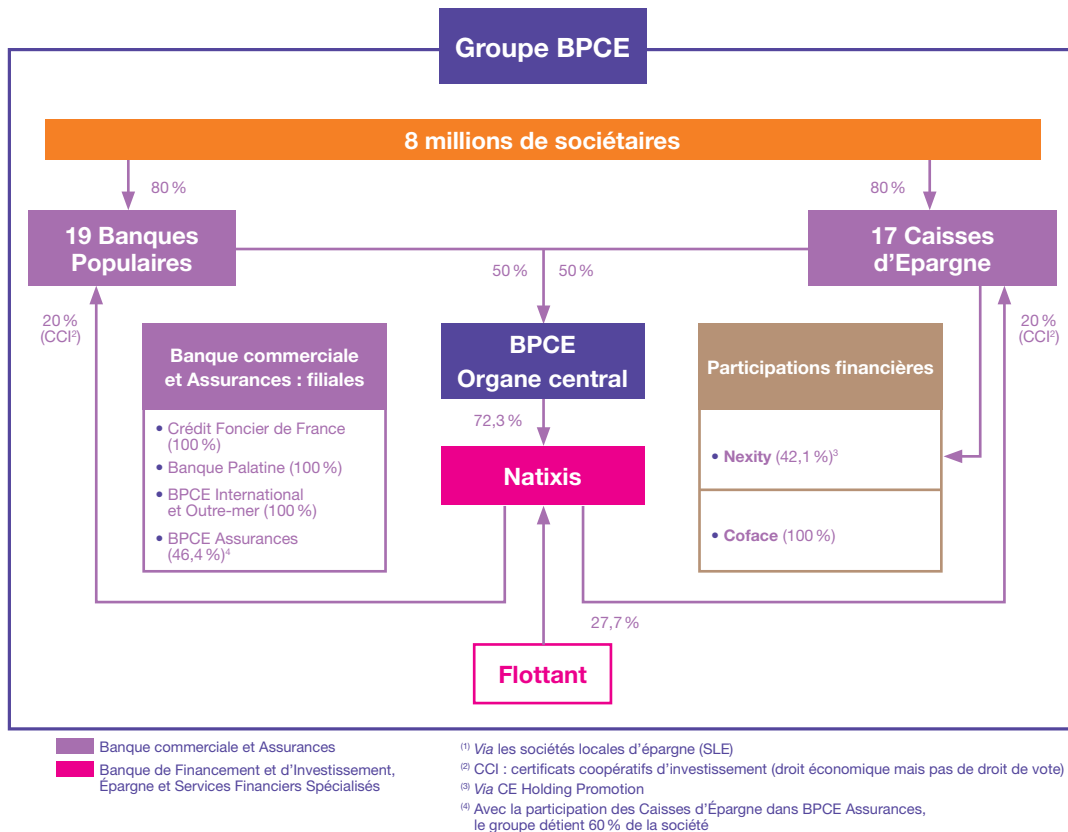 Groupe BPCE
8 millions de sociétaires
80 %
80 %
19 Banques
Populaires
17 Caisses
d'Epargne
50 %
50 %
20 %
(CCI²)
20 %
(CCI²)
Banque commerciale
et Assurances : filiales
• Crédit Foncier de France
(100 %)
• Banque Palatine (100 %)
• BPCE International
et Outre-mer (100 %)
• BPCE Assurances
(46,4 %)⁴
BPCE
Organe central
72,3 %
Natixis
Participations financières
• Nexity (42,1 %)³
• Coface (100 %)
27,7 %
Flottant
Banque commerciale et Assurances
Banque de Financement et d'Investissement,
Épargne et Services Financiers Spécialisés
⁽¹⁾ Via les sociétés locales d'épargne (SLE)
⁽²⁾ CCI : certificats coopératifs d'investissement (droit économique mais pas de droit de vote)
⁽³⁾ Via CE Holding Promotion
⁽⁴⁾ Avec la participation des Caisses d'Épargne dans BPCE Assurances,
le groupe détient 60 % de la société